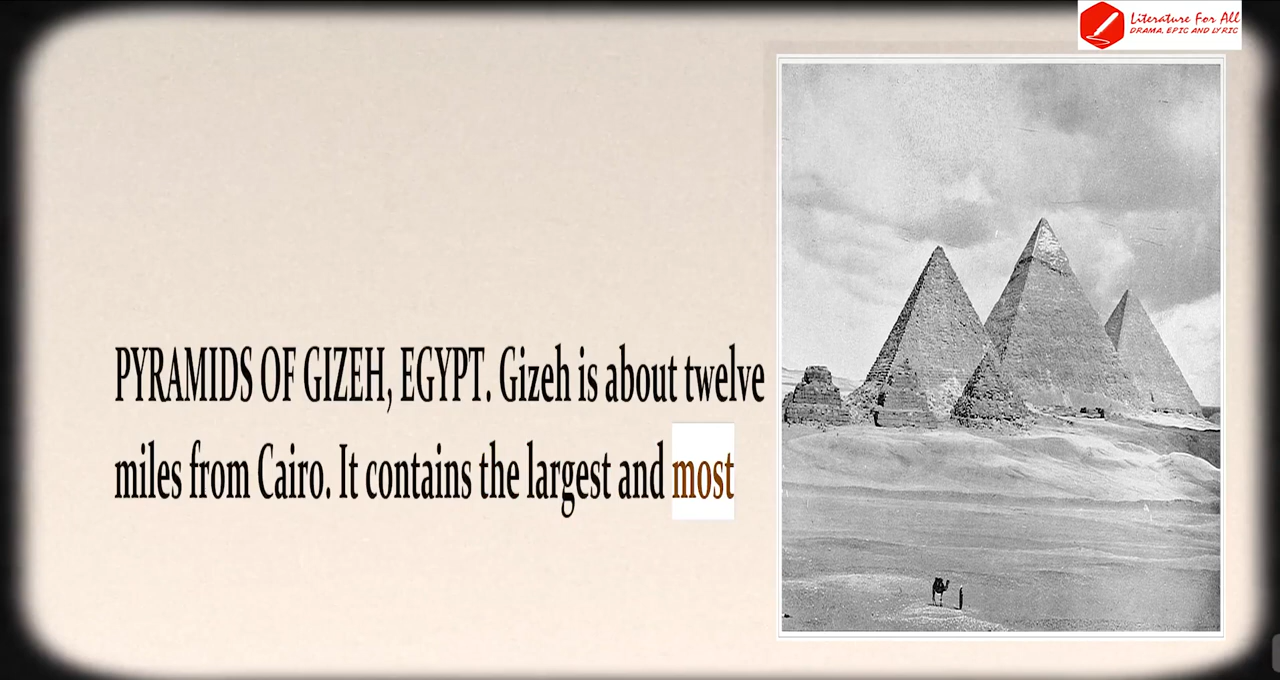 Literature For All
DRAMA, EPIC AND LYRIC
PYRAMIDS OF GIZEH, EGYPT. Gizeh is about twelve
miles from Cairo. It contains the largest and most